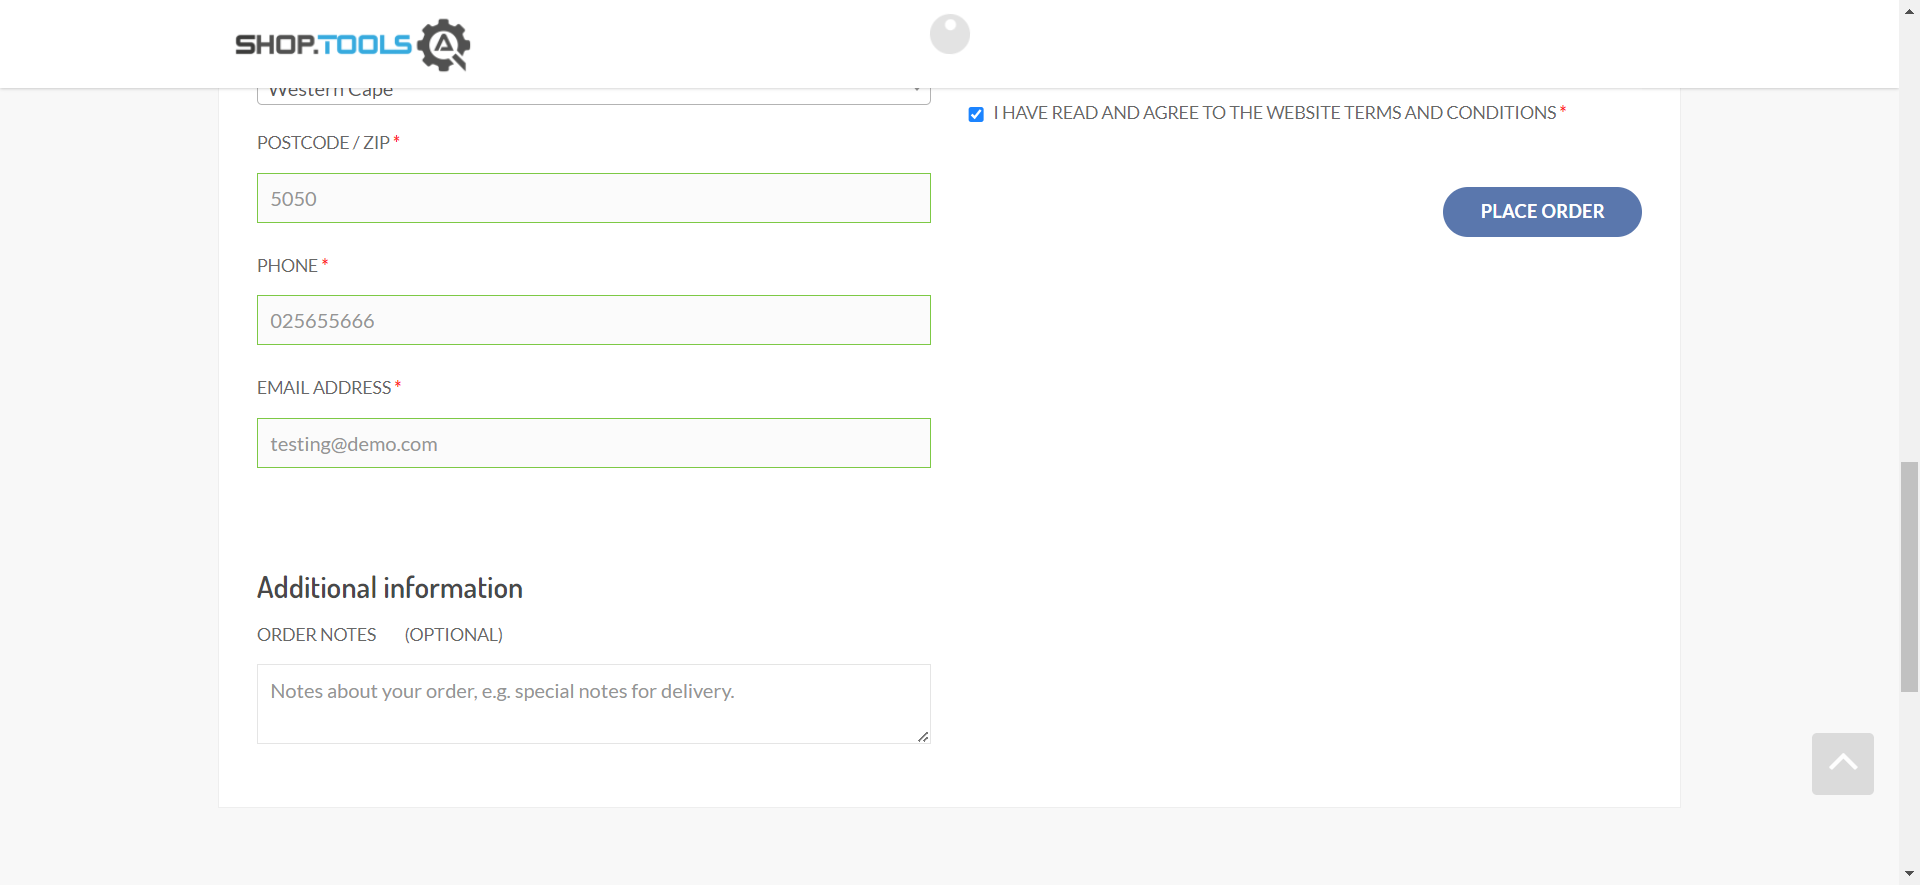 SHOP.TOOLS
Western Cape
POSTCODE / ZIP *
5050
PHONE *
025655666
EMAIL ADDRESS *
testing@demo.com
Additional information
ORDER NOTES (OPTIONAL)
Notes about your order, e.g. special notes for delivery.
I HAVE READ AND AGREE TO THE WEBSITE TERMS AND CONDITIONS *
PLACE ORDER